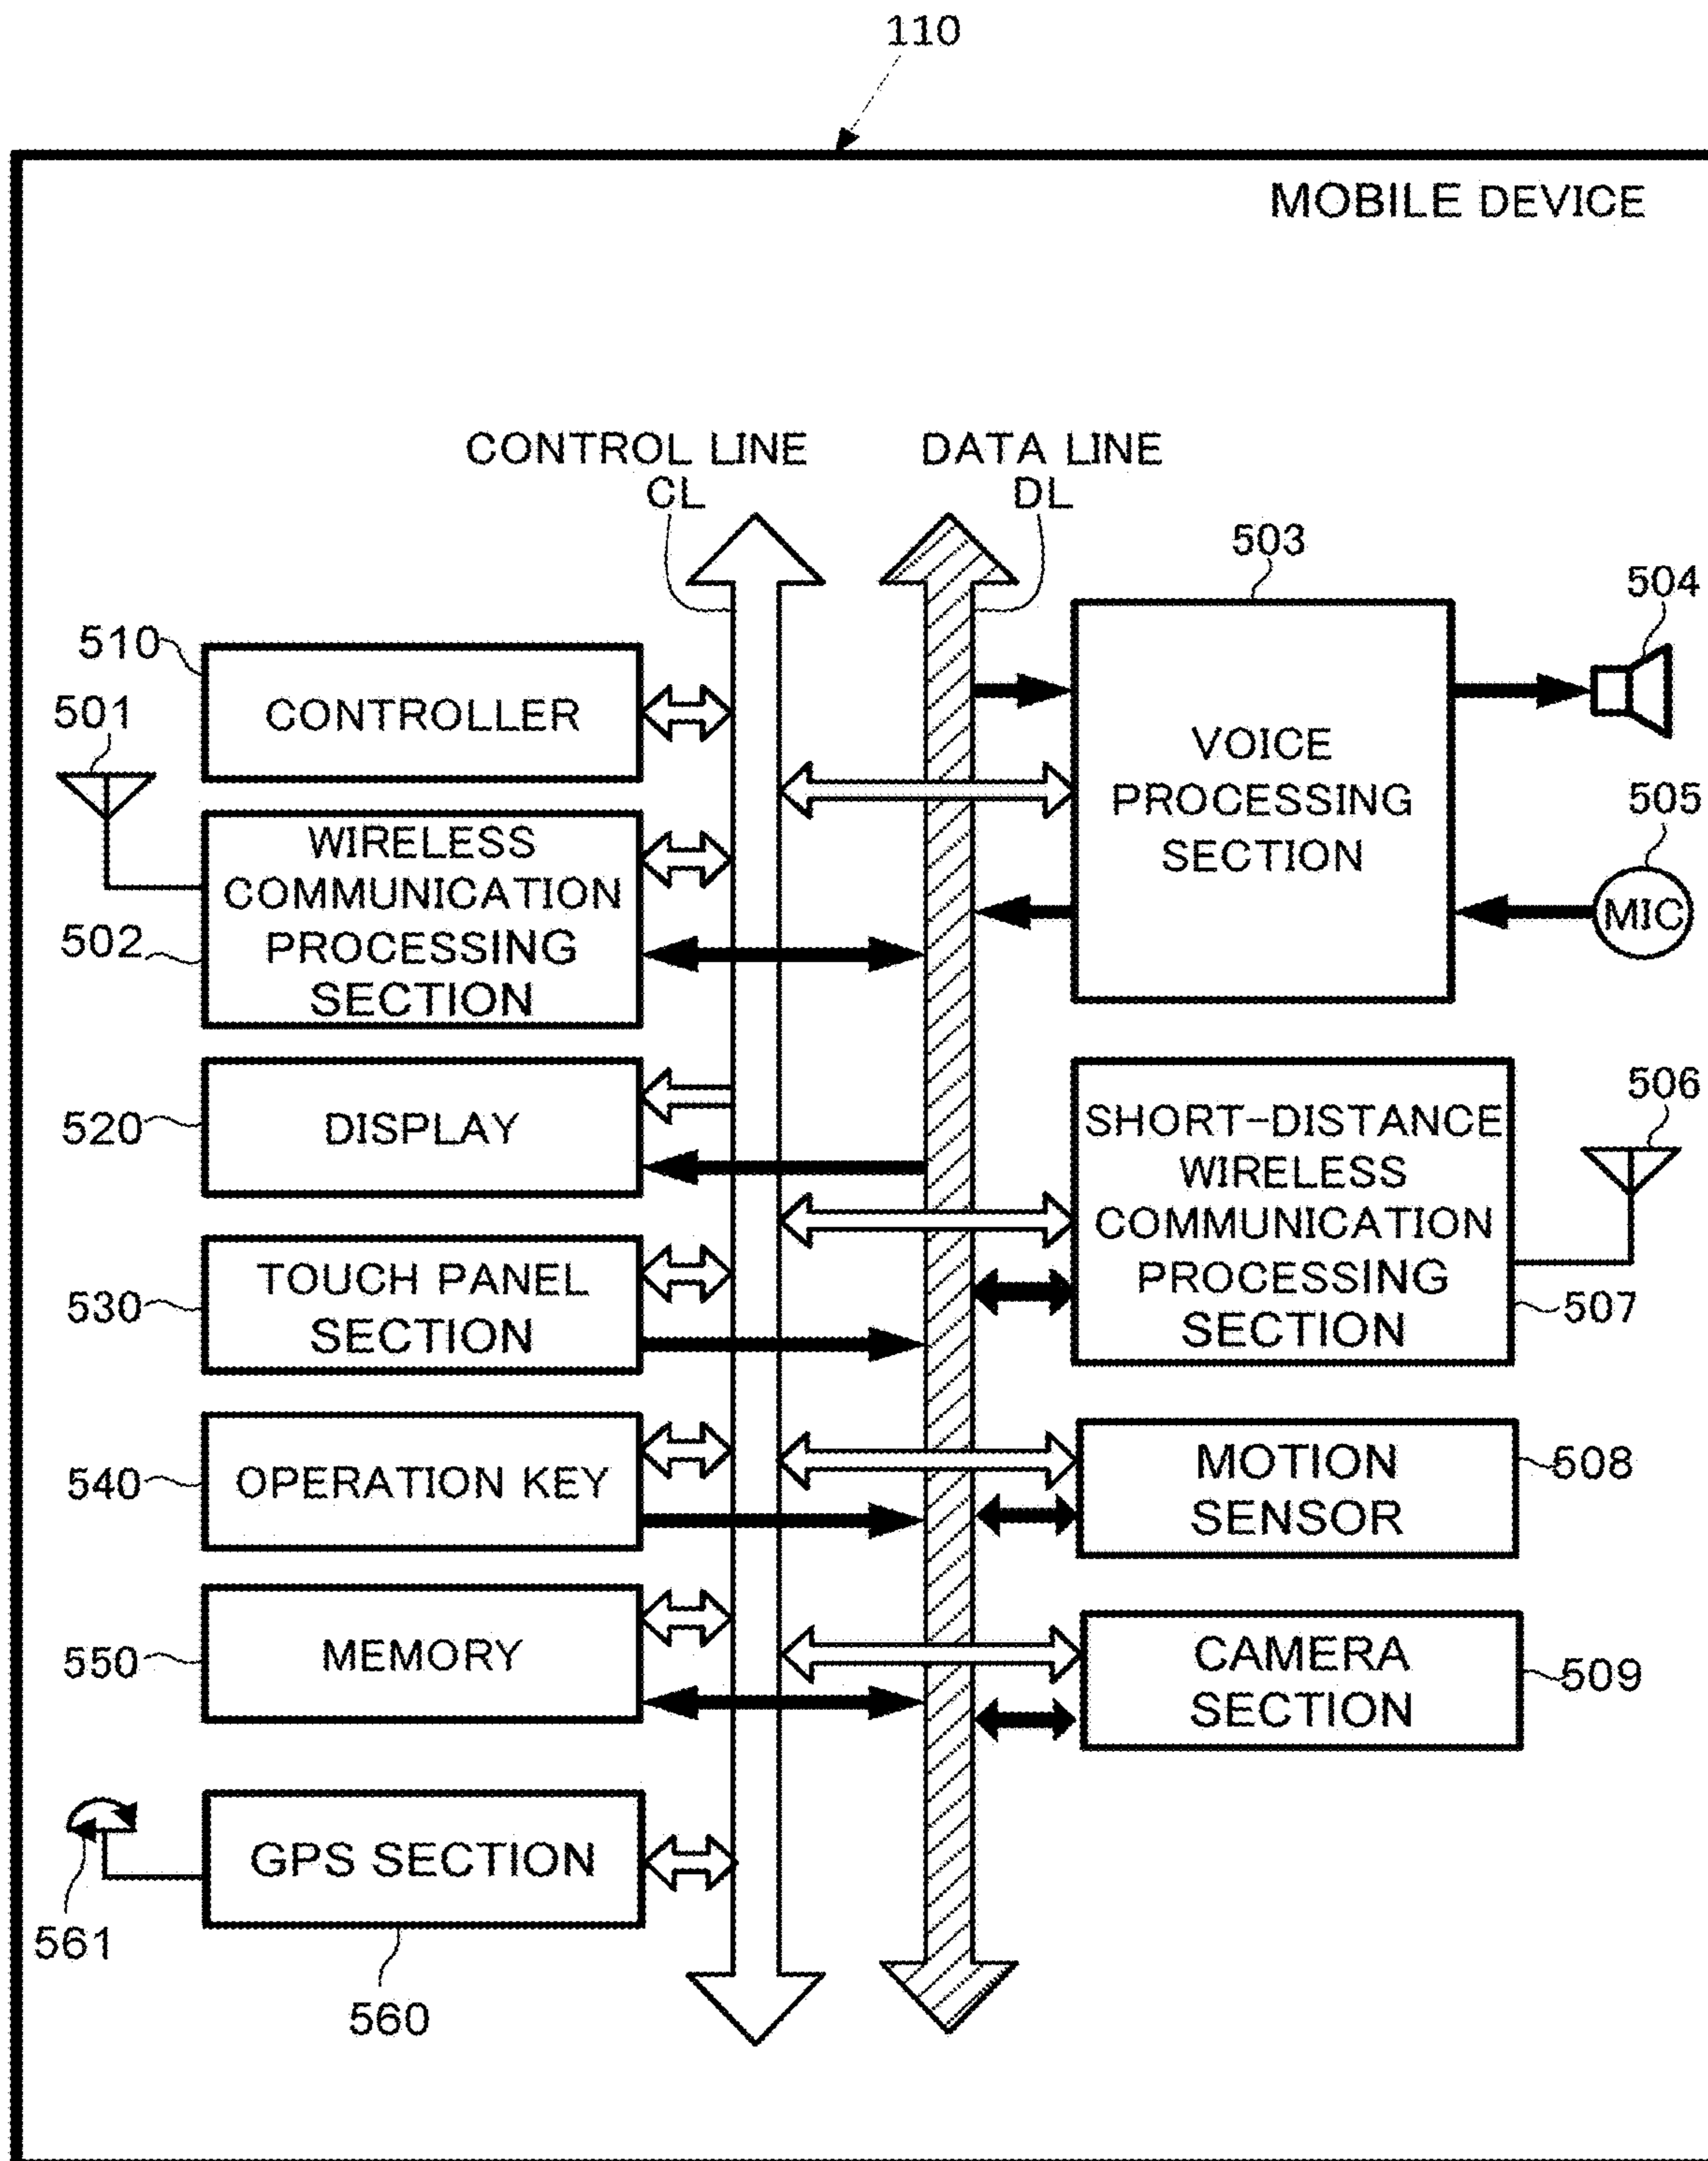 110
MOBILE DEVICE
CONTROL LINE
CL
DATA LINE
DL
503
504
510
CONTROLLER
501
VOICE
PROCESSING
SECTION
505
MIC
WIRELESS
COMMUNICATION
PROCESSING
SECTION
502
520
DISPLAY
506
SHORT-DISTANCE
WIRELESS
COMMUNICATION
PROCESSING
SECTION
507
530
TOUCH PANEL
SECTION
540
OPERATION KEY
MOTION
SENSOR
508
550
MEMORY
CAMERA
SECTION
509
GPS SECTION
561
560